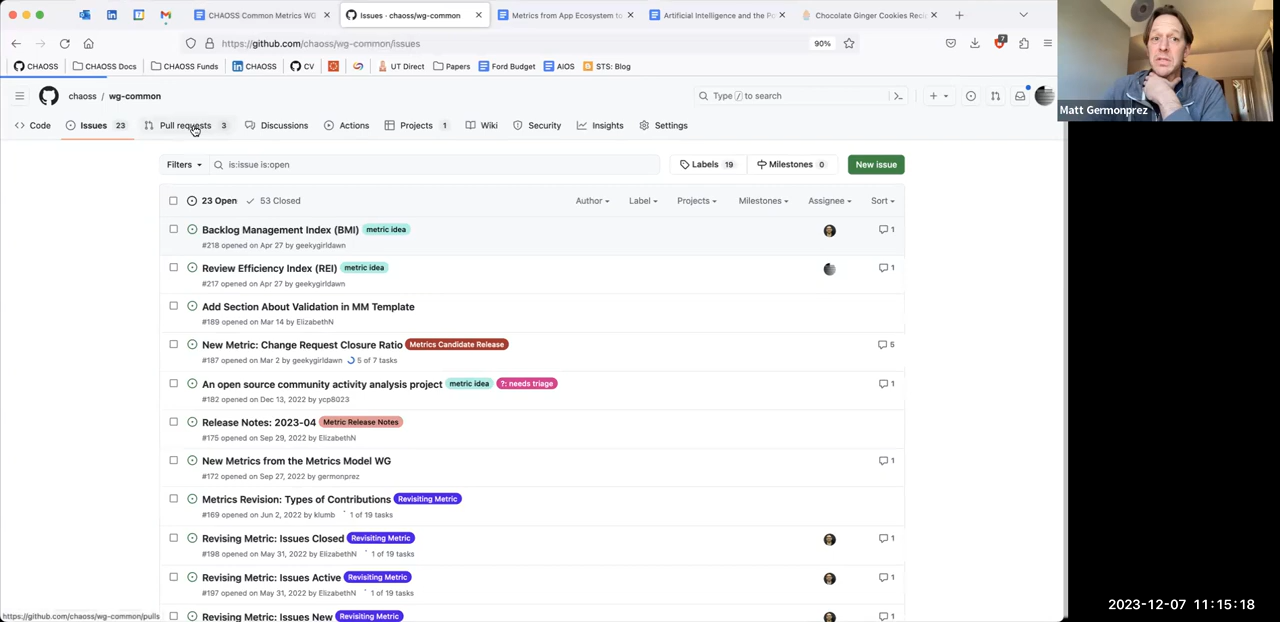 CHAOSS Common Metrics WG
Issues · chaoss/wg-common
Metrics from App Ecosystem to
Artificial Intelligence and the P
Chocolate Ginger Cookies Reci
https://github.com/chaoss/wg-common/issues
90%
7
CHAOSS
CHAOSS Docs
CHAOSS Funds
CHAOSS
CV
UT Direct
Papers
Ford Budget
AIOS
STS: Blog
chaoss / wg-common
Type / to search
Code
Issues 23
Pull requests 3
Discussions
Actions
Projects 1
Wiki
Security
Insights
Settings
Filters
is:issue is:open
Labels 19
Milestones 0
New issue
23 Open
53 Closed
Author
Label
Projects
Milestones
Assignee
Sort
Backlog Management Index (BMI) metric idea
1
#218 opened on Apr 27 by geekygirldawn
Review Efficiency Index (REI) metric idea
1
#217 opened on Apr 27 by geekygirldawn
Add Section About Validation in MM Template
#189 opened on Mar 14 by ElizabethN
New Metric: Change Request Closure Ratio Metrics Candidate Release
5
#187 opened on Mar 2 by geekygirldawn 5 of 7 tasks
An open source community activity analysis project metric idea ?: needs triage
1
#182 opened on Dec 13, 2022 by ycp8023
Release Notes: 2023-04 Metric Release Notes
#175 opened on Sep 29, 2022 by ElizabethN
New Metrics from the Metrics Model WG
1
#172 opened on Sep 27, 2022 by germonprez
Metrics Revision: Types of Contributions Revisiting Metric
#169 opened on Jun 2, 2022 by klumb 1 of 19 tasks
Revising Metric: Issues Closed Revisiting Metric
1
#198 opened on May 31, 2022 by ElizabethN 1 of 19 tasks
Revising Metric: Issues Active Revisiting Metric
1
#197 opened on May 31, 2022 by ElizabethN 1 of 19 tasks
Revising Metric: Issues New Revisiting Metric
1
https://github.com/chaoss/wg-common/pulls
Matt Germonprez
2023-12-07 11:15:18